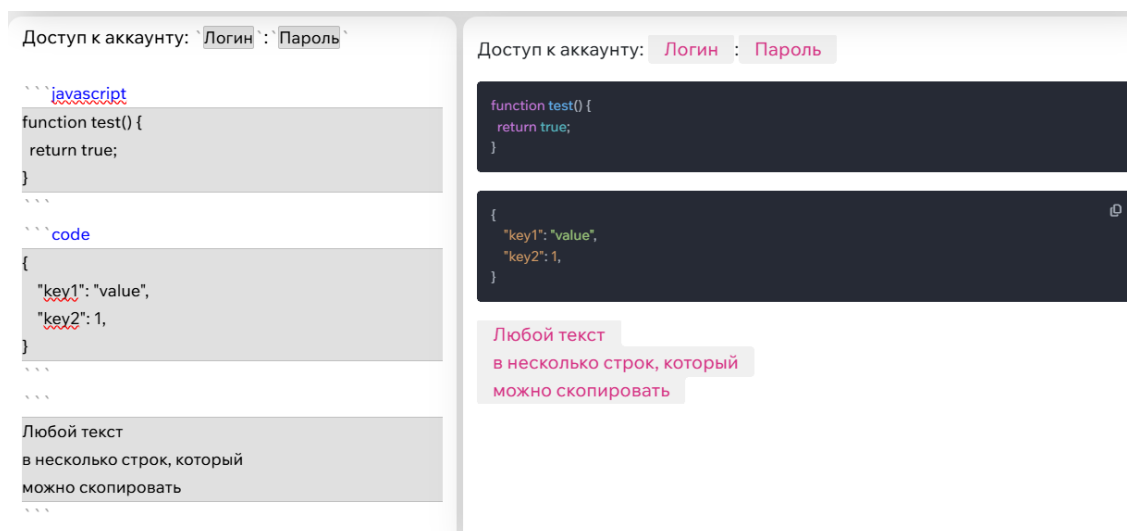 Доступ к аккаунту: `Логин`:`Пароль`
```javascript
function test() {
  return true;
}
```
```code
{
    "key1": "value",
    "key2": 1,
}
```
```
Любой текст
в несколько строк, который
можно скопировать
```
Доступ к аккаунту: Логин : Пароль
function test() {
  return true;
}
{
    "key1": "value",
    "key2": 1,
}
Любой текст
в несколько строк, который
можно скопировать